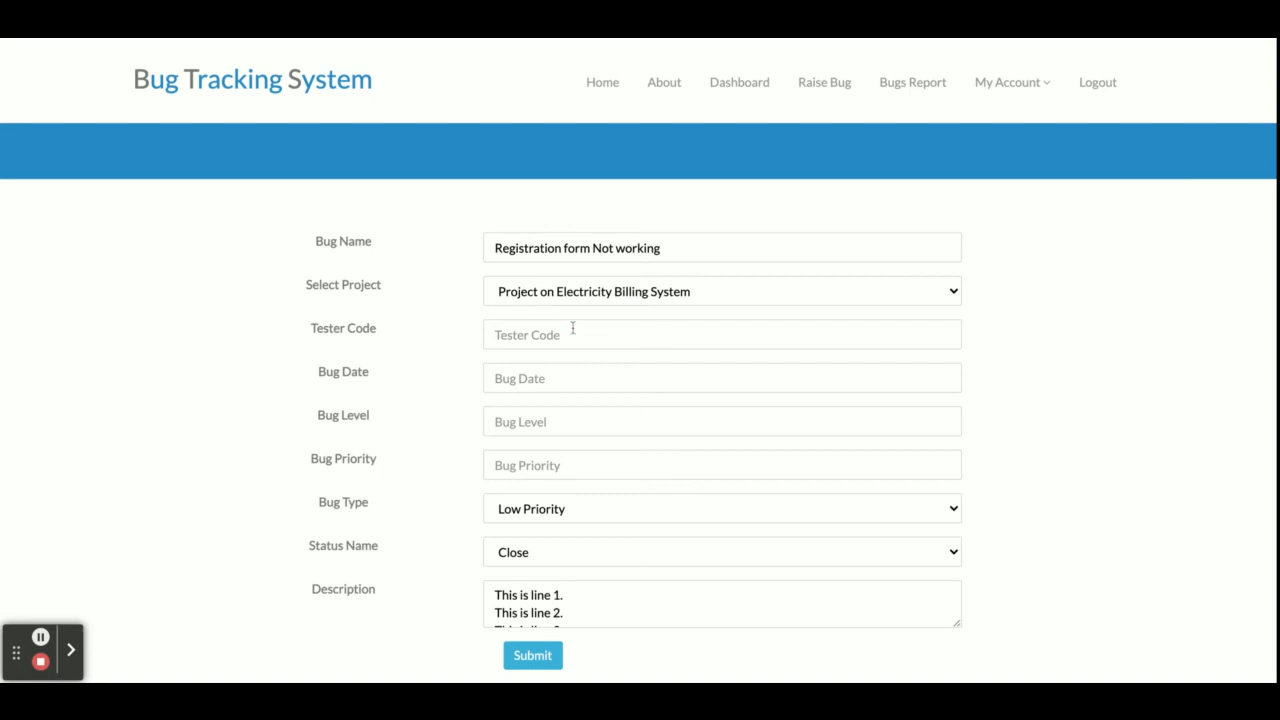 Bug Tracking System
Home About Dashboard Raise Bug Bugs Report My Account Logout
Bug Name Registration form Not working
Select Project Project on Electricity Billing System
Tester Code Tester Code
Bug Date Bug Date
Bug Level Bug Level
Bug Priority Bug Priority
Bug Type Low Priority
Status Name Close
Description This is line 1.
This is line 2.
Submit